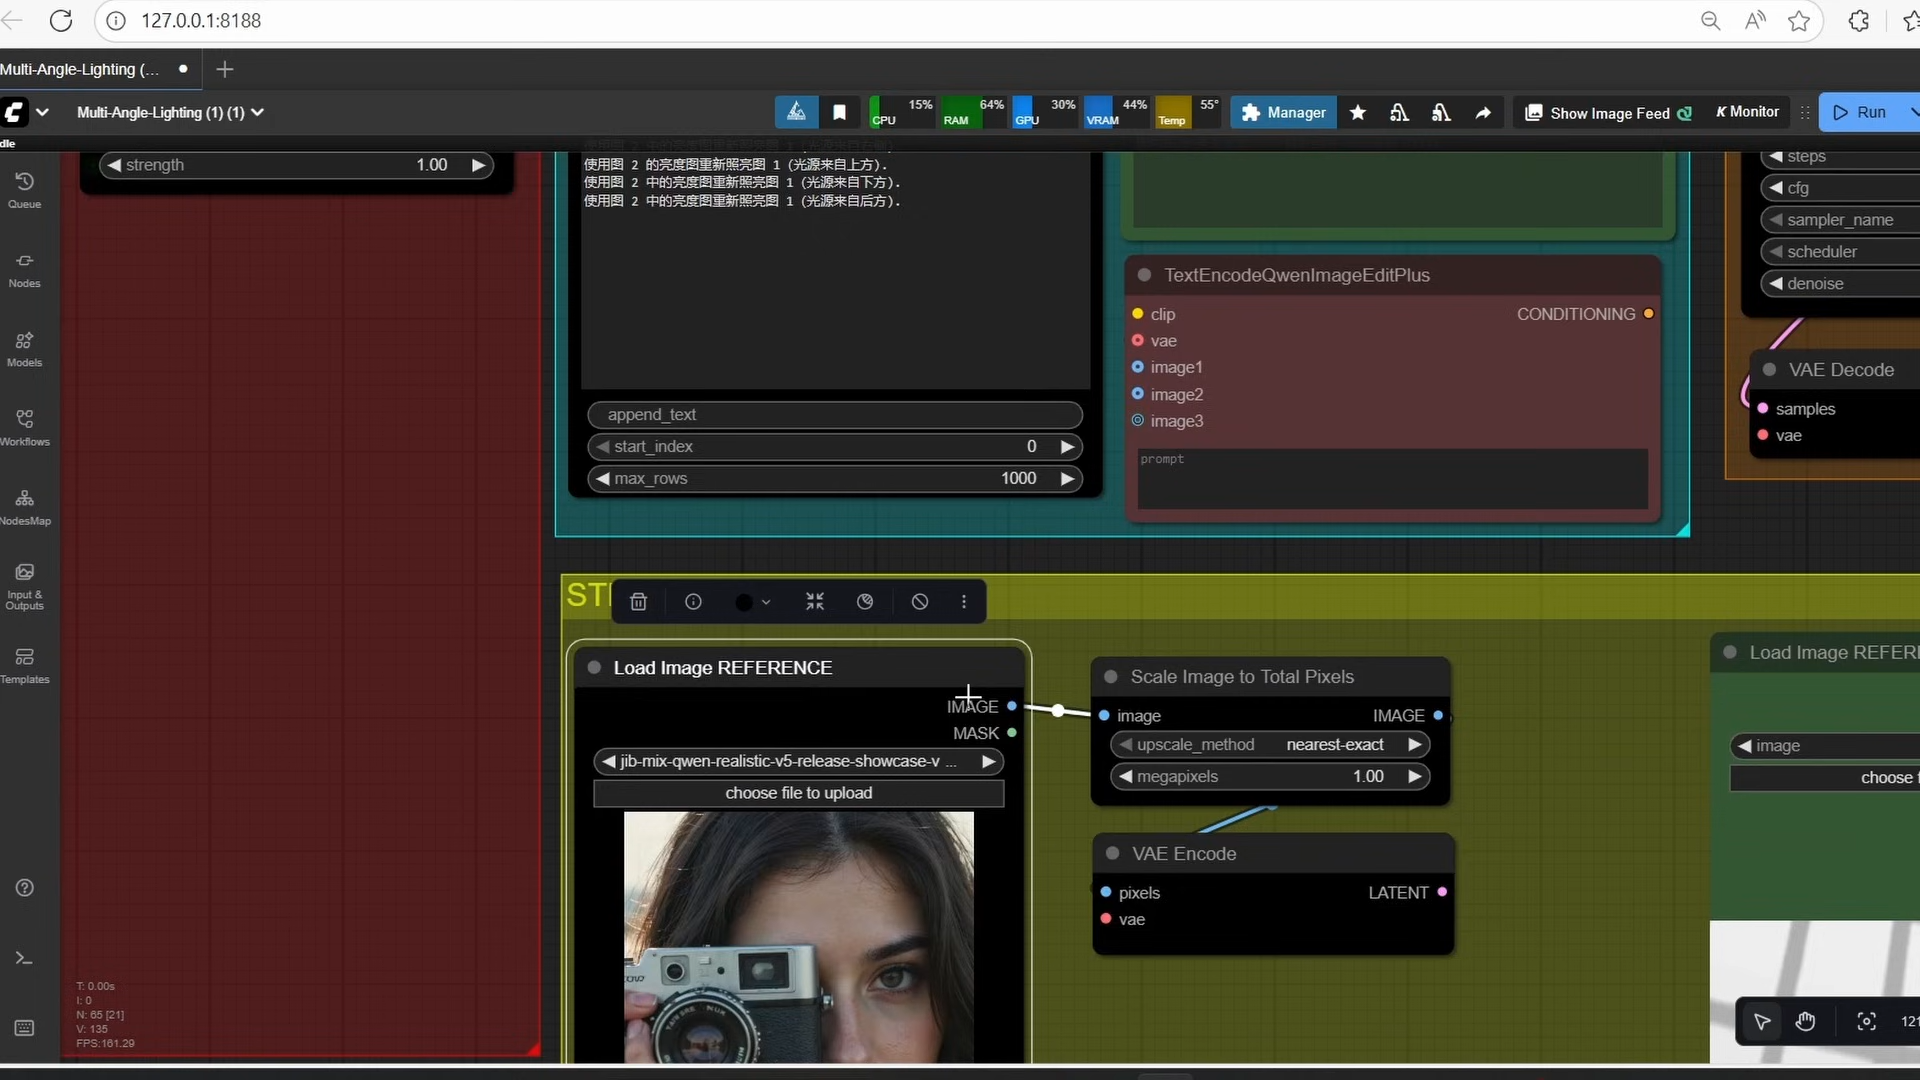 127.0.0.1:8188
Multi-Angle-Lighting (...
Multi-Angle-Lighting (1) (1)
CPU 15%
RAM 64%
GPU 30%
VRAM 44%
Temp 55°
Manager
Show Image Feed
K Monitor
Run
dle
Queue
Nodes
Models
Workflows
NodesMap
Input &
Outputs
Templates
strength 1.00
使用图 2 的亮度图重新照亮图 1 (光源来自上方).
使用图 2 中的亮度图重新照亮图 1 (光源来自下方).
使用图 2 中的亮度图重新照亮图 1 (光源来自后方).
append_text
start_index 0
max_rows 1000
TextEncodeQwenImageEditPlus
clip CONDITIONING
vae
image1
image2
image3
prompt
steps
cfg
sampler_name
scheduler
denoise
VAE Decode
samples
vae
Load Image REFERENCE
IMAGE
MASK
jib-mix-qwen-realistic-v5-release-showcase-v ...
choose file to upload
Scale Image to Total Pixels
image IMAGE
upscale_method nearest-exact
megapixels 1.00
VAE Encode
pixels LATENT
vae
Load Image REFERE
image
choose f
T: 0.00s
I: 0
N: 65 [21]
V: 135
FPS:161.29
121